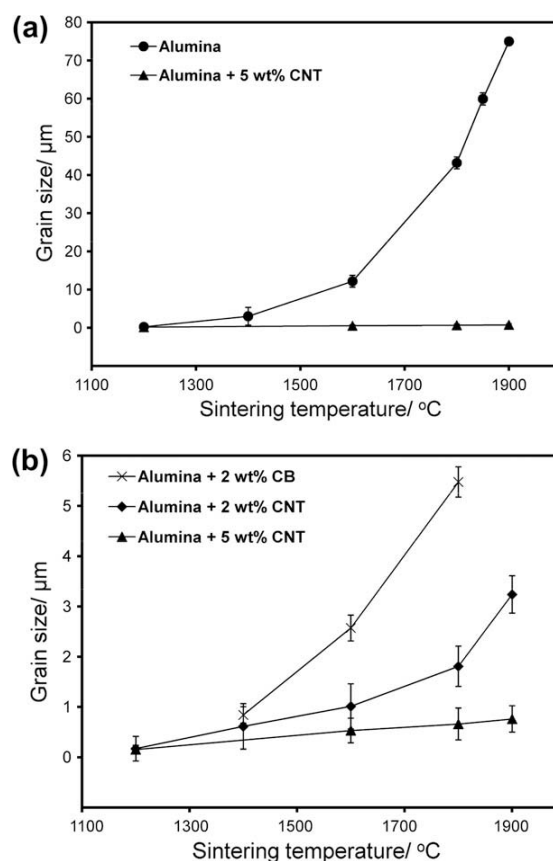 (a)
Alumina
Alumina + 5 wt% CNT
Grain size/ µm
80
70
60
50
40
30
20
10
0
1100 1300 1500 1700 1900
Sintering temperature/ °C
(b)
Alumina + 2 wt% CB
Alumina + 2 wt% CNT
Alumina + 5 wt% CNT
Grain size/ µm
6
5
4
3
2
1
0
1100 1300 1500 1700 1900
Sintering temperature/ °C